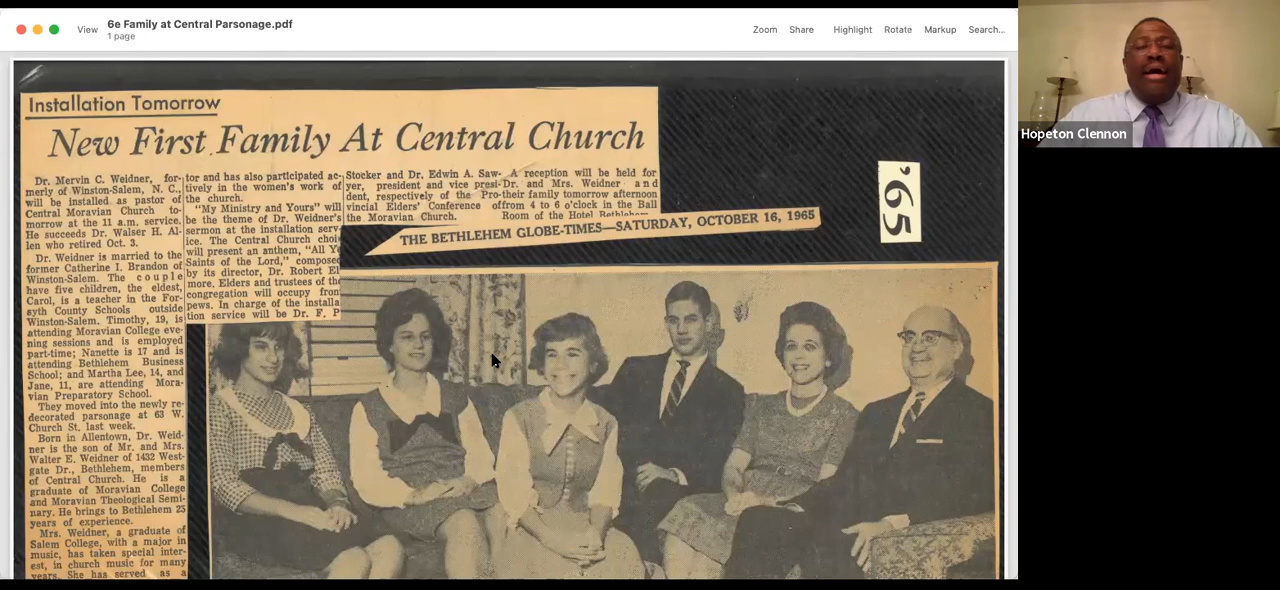 View
6e Family at Central Parsonage.pdf
1 page
Zoom
Share
Highlight
Rotate
Markup
Search...
Hopeton Clennon
Installation Tomorrow
New First Family At Central Church
Dr. Mervin C. Weidner, for-
merly of Winston-Salem, N. C.,
will be installed as pastor of
Central Moravian Church to-
morrow at the 11 a.m. service.
He succeeds Dr. Walser H. Al-
len who retired Oct. 3.
Dr. Weidner is married to the
former Catherine I. Brandon of
Winston-Salem. The couple
have five children, the eldest,
Carol, is a teacher in the For-
syth County Schools outside
Winston-Salem. Timothy, 19, is
attending Moravian College eve-
ning sessions and is employed
part-time; Nanette is 17 and is
attending Bethlehem Business
School; and Martha Lee, 14, and
Jane, 11, are attending Mora-
vian Preparatory School.
They moved into the newly re-
decorated parsonage at 63 W.
Church St. last week.
Born in Allentown, Dr. Weid-
ner is the son of Mr. and Mrs.
Walter E. Weidner of 1432 West-
gate Dr., Bethlehem, members
of Central Church. He is a
graduate of Moravian College
and Moravian Theological Semi-
nary. He brings to Bethlehem 25
years of experience.
Mrs. Weidner, a graduate of
Salem College, with a major in
music, has taken special inter-
est, in church music for many
years. She has served as a
tor and has also participated ac-
tively in the women's work of
the church.
"My Ministry and Yours" will
be the theme of Dr. Weidner's
sermon at the installation serv-
ice. The Central Church choi
will present an anthem, "All Y
Saints of the Lord," composed
by its director, Dr. Robert El
more. Elders and trustees of the
congregation will occupy fron
pews. In charge of the installa
tion service will be Dr. F. P
Stocker and Dr. Edwin A. Saw-
yer, president and vice presi-
dent, respectively of the Pro-
vincial Elders' Conference of
the Moravian Church.
A reception will be held for
Dr. and Mrs. Weidner and
their family tomorrow afternoon
from 4 to 6 o'clock in the Ball
Room of the Hotel Bethlehem
THE BETHLEHEM GLOBE-TIMES—SATURDAY, OCTOBER 16, 1965
'65